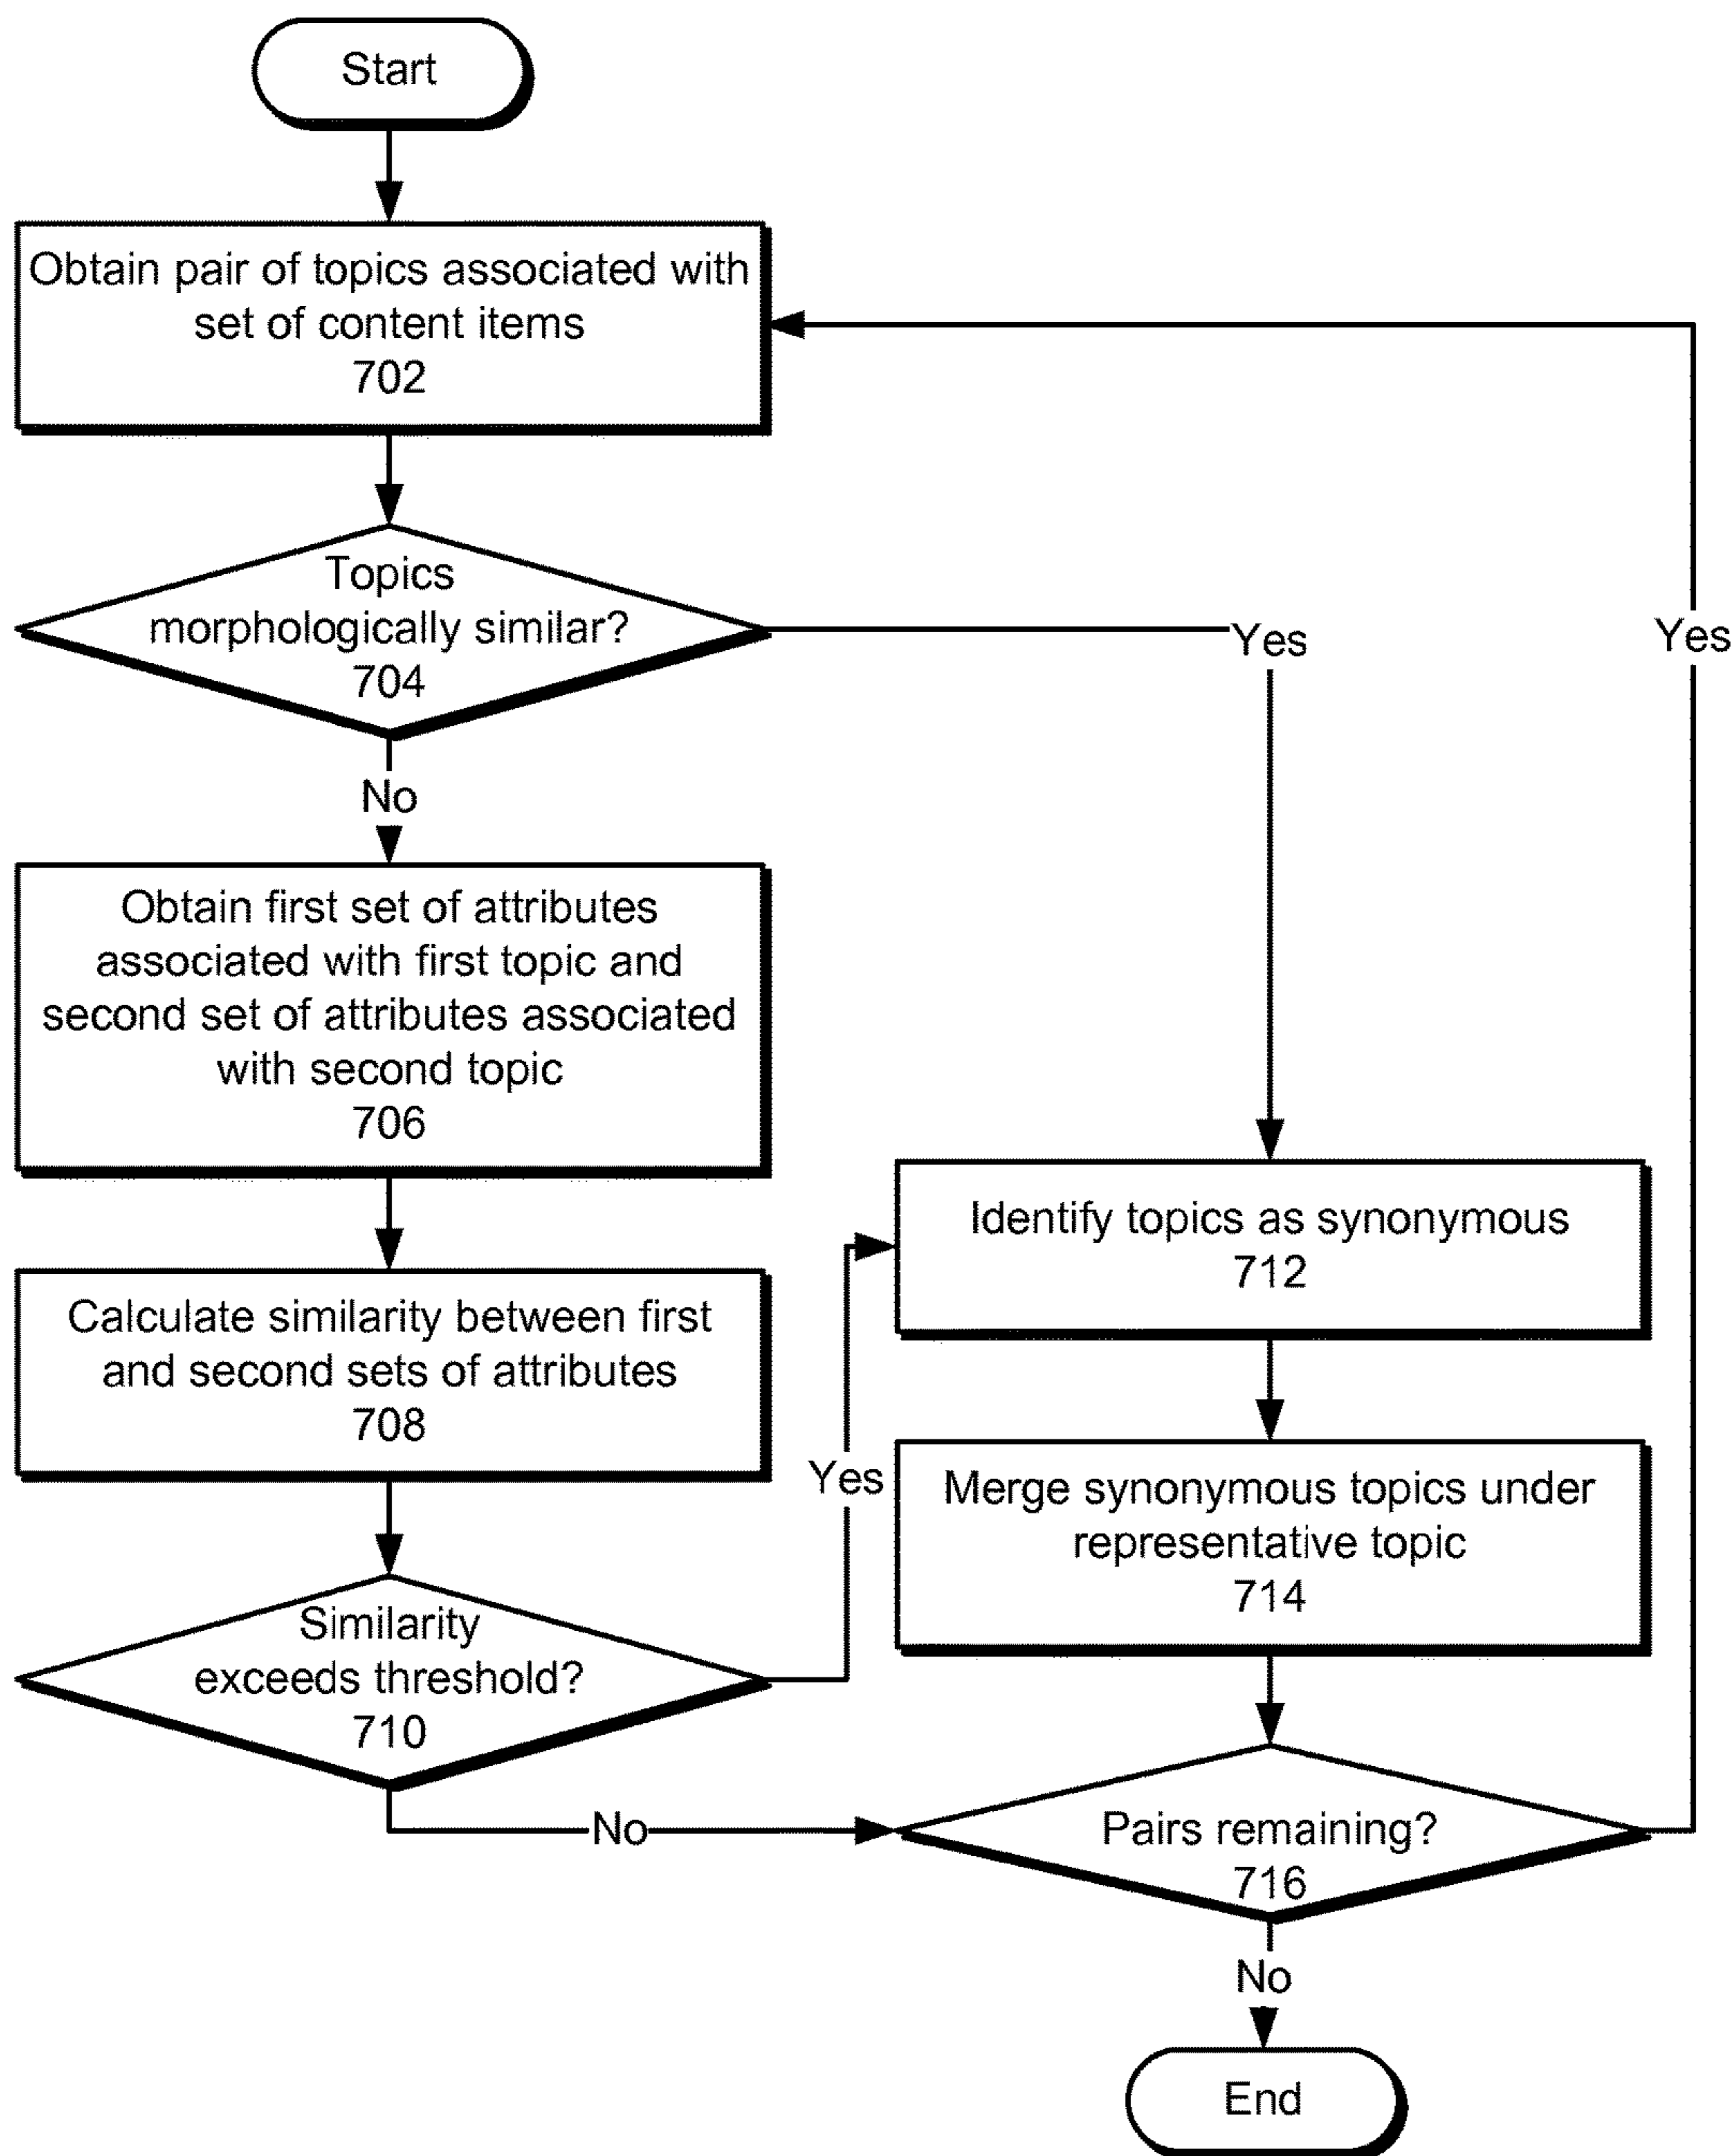 Start
Obtain pair of topics associated with
set of content items
702
Topics
morphologically similar?
704
Yes
Yes
No
Obtain first set of attributes
associated with first topic and
second set of attributes associated
with second topic
706
Identify topics as synonymous
712
Calculate similarity between first
and second sets of attributes
708
Yes
Merge synonymous topics under
representative topic
714
Similarity
exceeds threshold?
710
No
Pairs remaining?
716
No
End